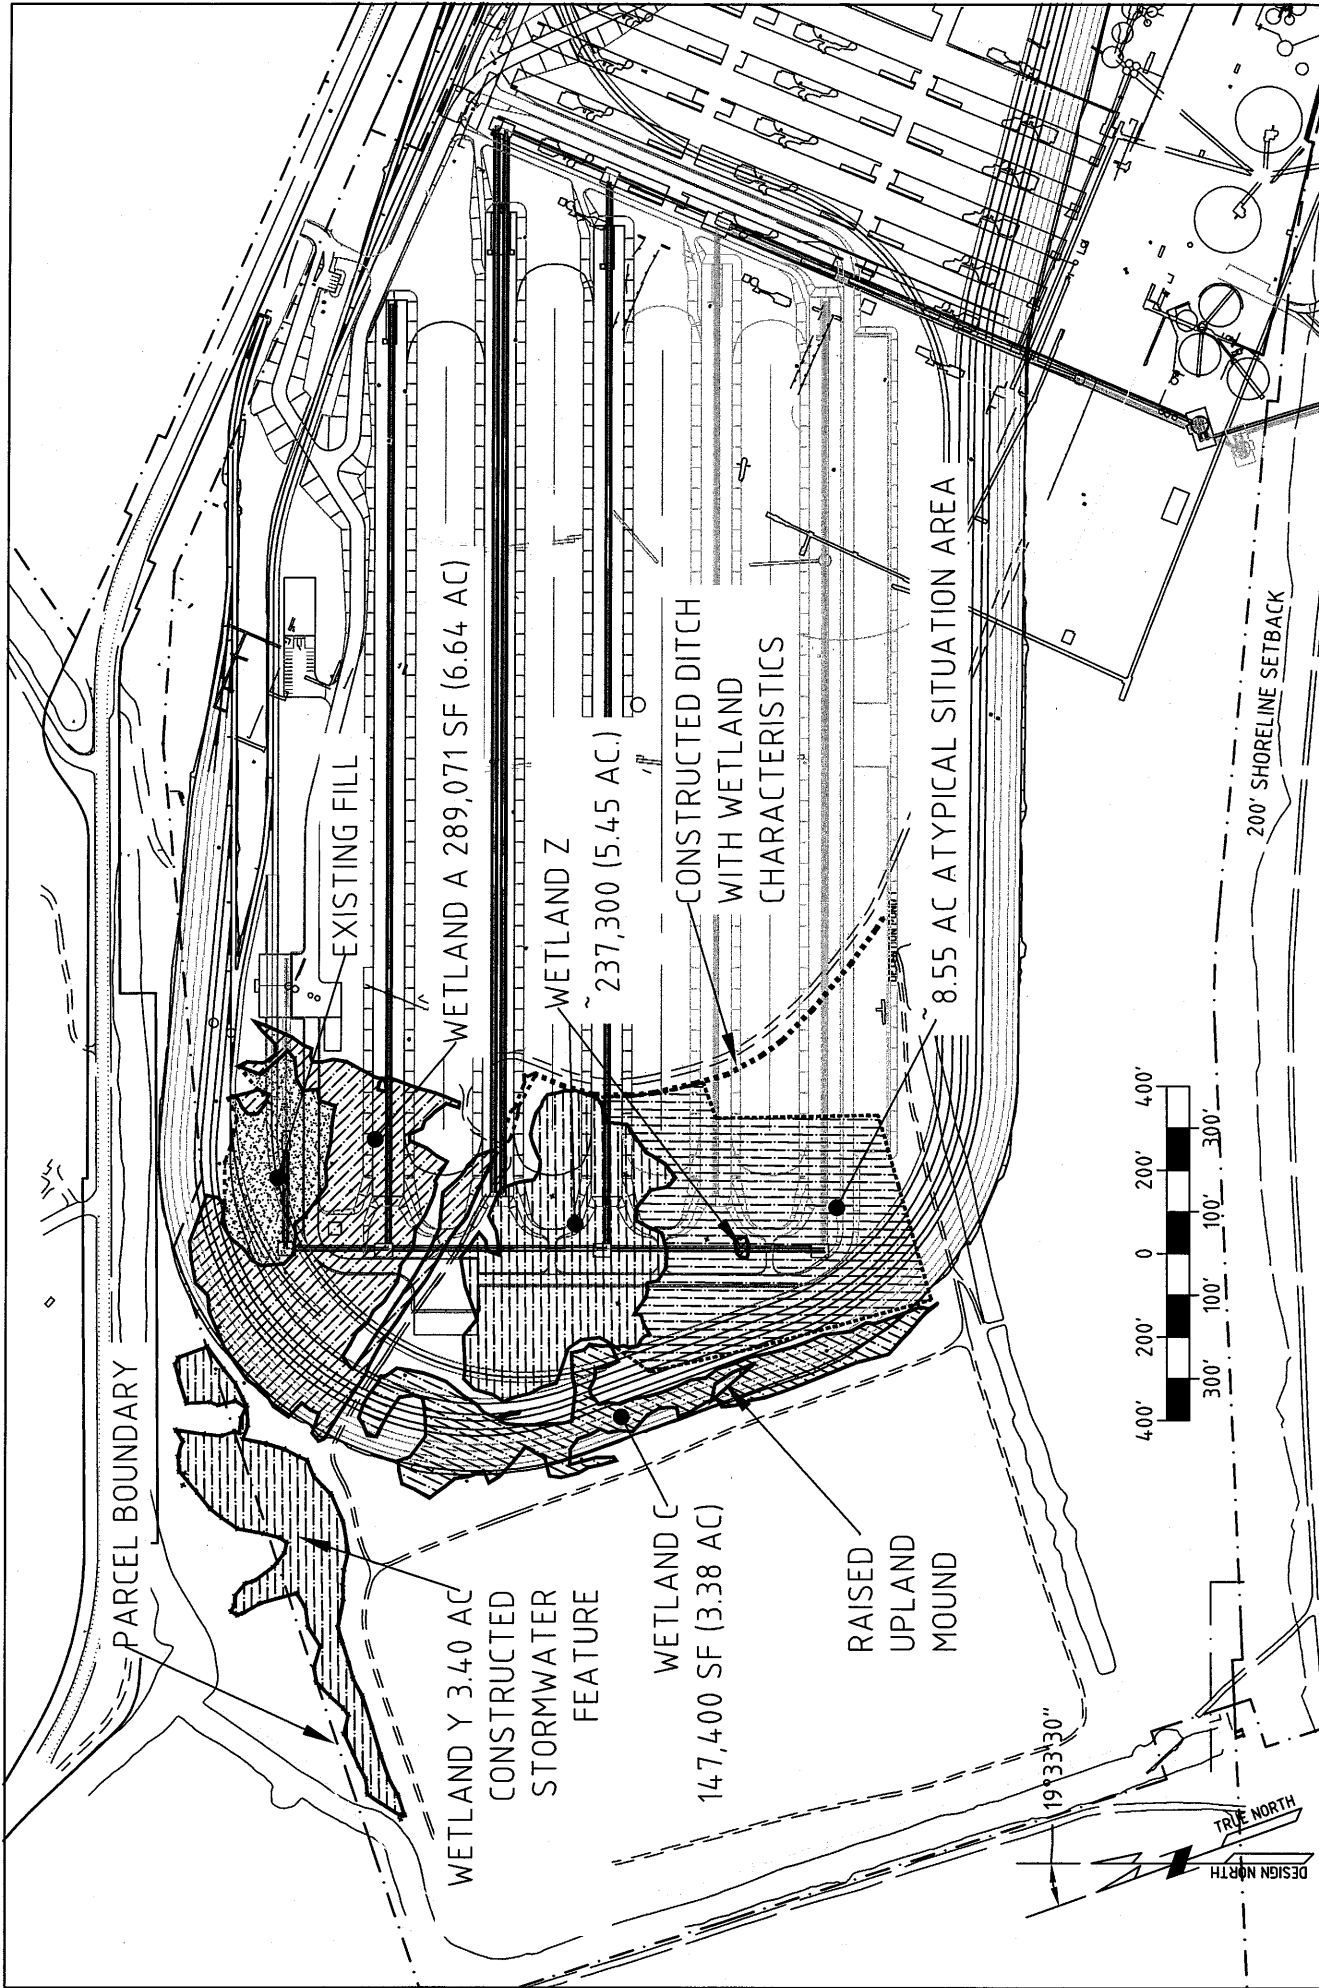 PARCEL BOUNDARY
EXISTING FILL
WETLAND A 289,071 SF (6.64 AC)
WETLAND Z
~ 237,300 (5.45 AC.)
CONSTRUCTED DITCH
WITH WETLAND
CHARACTERISTICS
~ 8.55 AC ATYPICAL SITUATION AREA
WETLAND Y 3.40 AC
CONSTRUCTED
STORMWATER
FEATURE
WETLAND C
147,400 SF (3.38 AC)
RAISED
UPLAND
MOUND
DETENTION POND 1
200' SHORELINE SETBACK
400' 200' 0 200' 400'
300' 100' 100' 300'
19°33'30"
TRUE NORTH
DESIGN NORTH